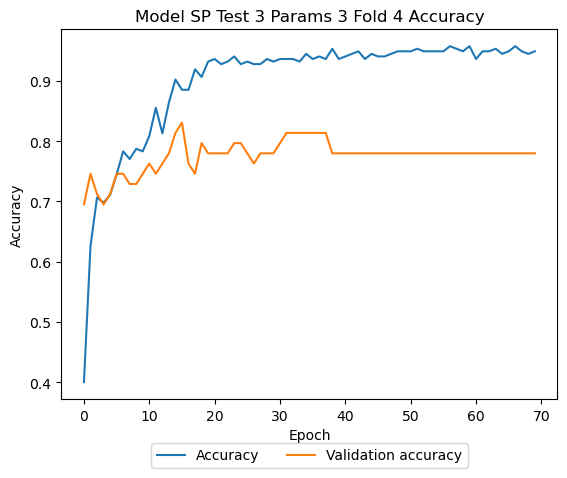 Model SP Test 3 Params 3 Fold 4 Accuracy
Accuracy
0.9
0.8
0.7
0.6
0.5
0.4
0 10 20 30 40 50 60 70
Epoch
Accuracy Validation accuracy